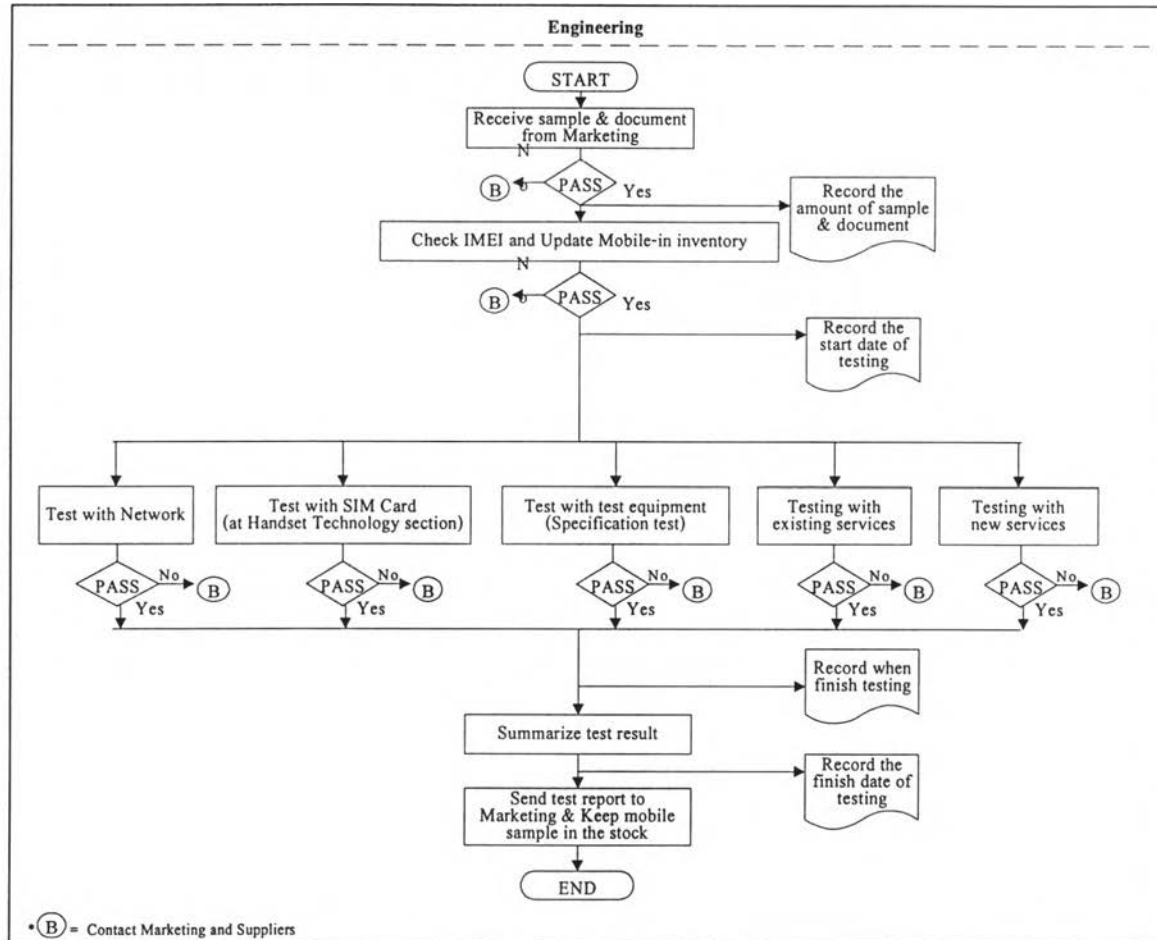 Engineering
START
Receive sample & document
from Marketing
N
o
PASS
B
Yes
Record the
amount of sample
& document
Check IMEI and Update Mobile-in inventory
N
o
PASS
B
Yes
Record the
start date of
testing
Test with Network
Test with SIM Card
(at Handset Technology section)
Test with test equipment
(Specification test)
Testing with
existing services
Testing with
new services
PASS No B
Yes
PASS No B
Yes
PASS No B
Yes
PASS No B
Yes
PASS No B
Yes
Record when
finish testing
Summarize test result
Record the
finish date of
testing
Send test report to
Marketing & Keep mobile
sample in the stock
END
•B = Contact Marketing and Suppliers